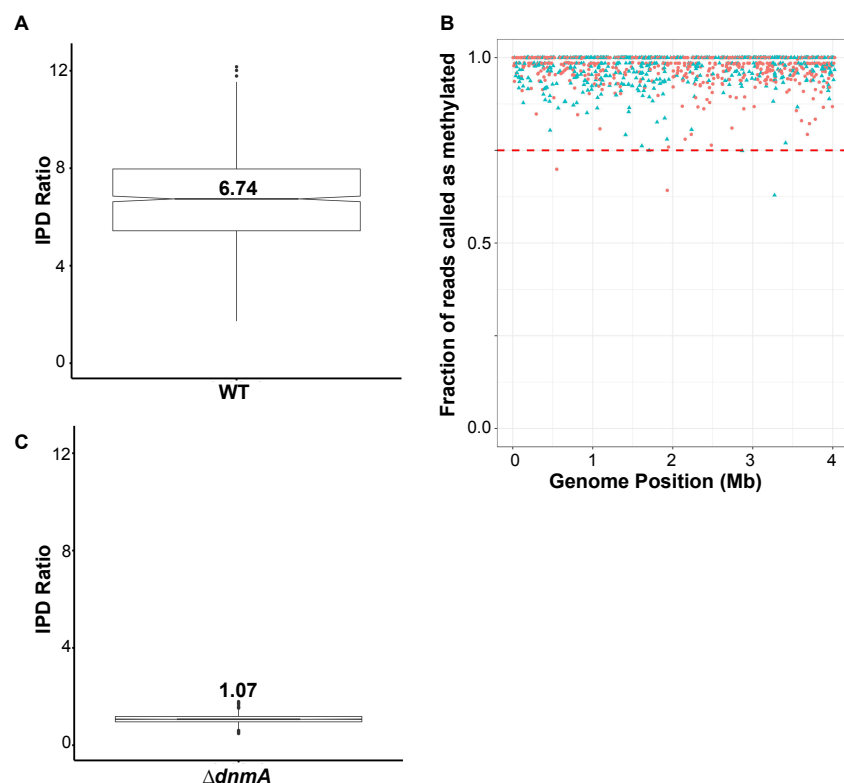 A
IPD Ratio
12
8
4
0
6.74
WT
B
Fraction of reads called as methylated
1.0
0.5
0.0
0 1 2 3 4
Genome Position (Mb)
C
IPD Ratio
12
8
4
0
1.07
ΔdnmA